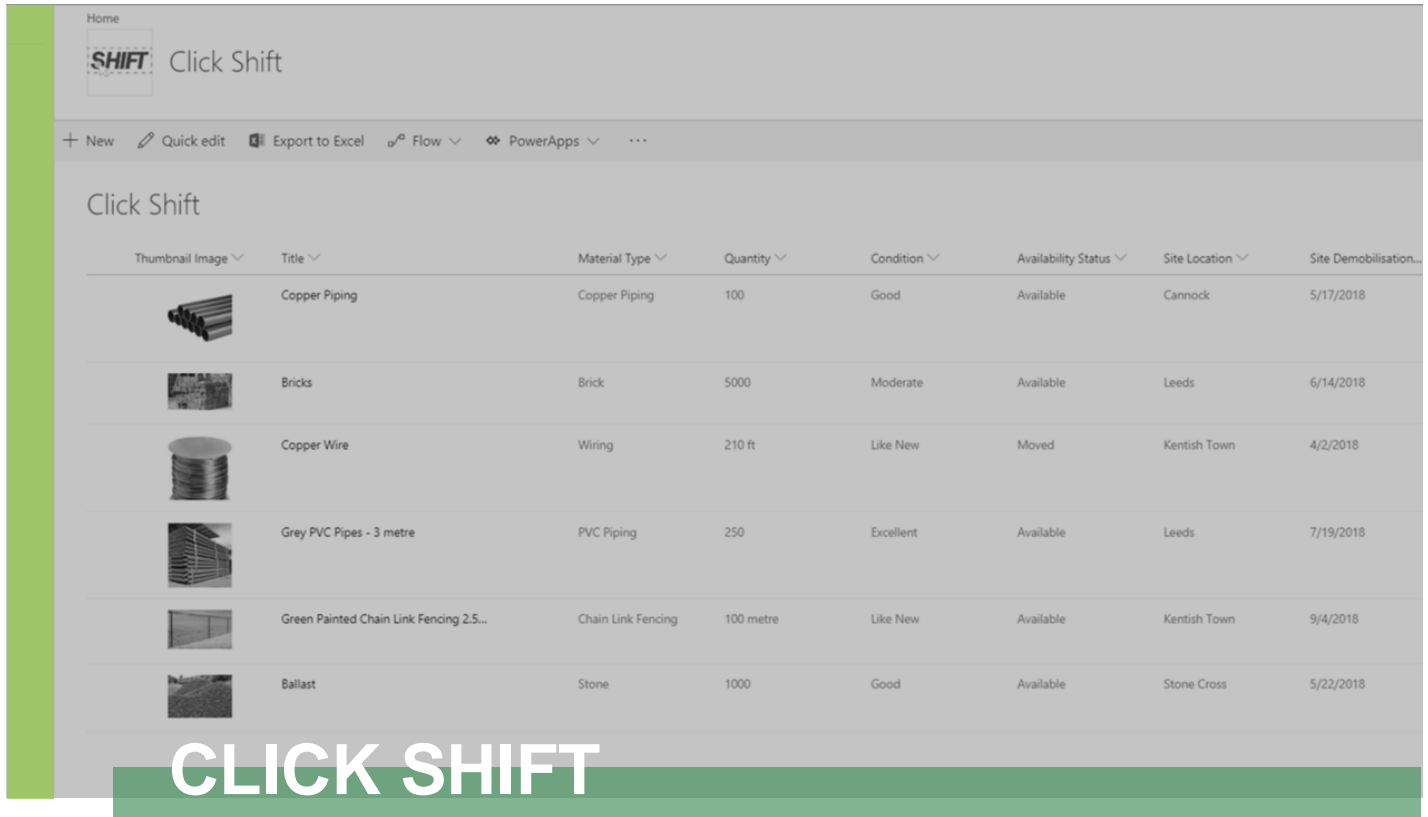 Home
SHIFT Click Shift
New Quick edit Export to Excel Flow PowerApps ...
Click Shift
Thumbnail Image Title Material Type Quantity Condition Availability Status Site Location Site Demobilisation...
Copper Piping Copper Piping 100 Good Available Cannock 5/17/2018
Bricks Brick 5000 Moderate Available Leeds 6/14/2018
Copper Wire Wiring 210 ft Like New Moved Kentish Town 4/2/2018
Grey PVC Pipes - 3 metre PVC Piping 250 Excellent Available Leeds 7/19/2018
Green Painted Chain Link Fencing 2.5... Chain Link Fencing 100 metre Like New Available Kentish Town 9/4/2018
Ballast Stone 1000 Good Available Stone Cross 5/22/2018
CLICK SHIFT